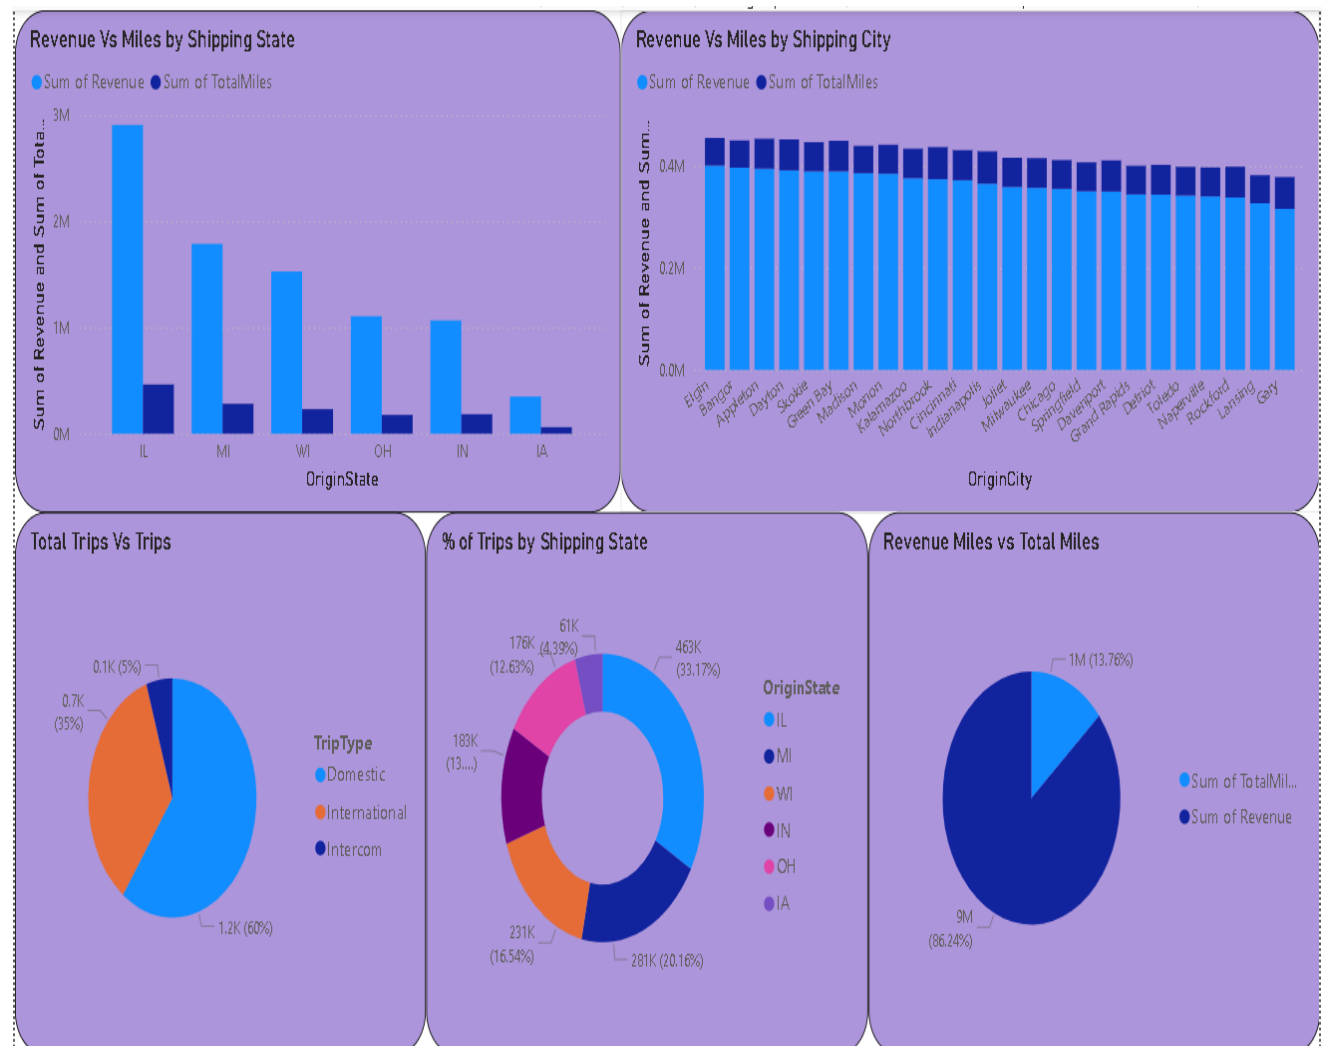 Revenue Vs Miles by Shipping State
Sum of Revenue Sum of TotalMiles
Sum of Revenue and Sum of Tota...
3M
2M
1M
0M
IL MI WI OH IN IA
OriginState
Revenue Vs Miles by Shipping City
Sum of Revenue Sum of TotalMiles
Sum of Revenue and Sum...
0.4M
0.2M
0.0M
Elgin Bangor Appleton Dayton Skokie Green Bay Madison Monon Kalamazoo Northbrook Cincinnati Indianapolis Joliet Milwaukee Chicago Springfield Davenport Grand Rapids Detriot Toledo Naperville Rockford Lansing Gary
OriginCity
Total Trips Vs Trips
0.1K (5%)
0.7K
(35%)
1.2K (60%)
TripType
Domestic
International
Intercom
% of Trips by Shipping State
61K
(4.39%)
176K
(12.63%)
463K
(33.17%)
183K
(13....)
231K
(16.54%)
281K (20.16%)
OriginState
IL
MI
WI
IN
OH
IA
Revenue Miles vs Total Miles
1M (13.76%)
9M
(86.24%)
Sum of TotalMil...
Sum of Revenue